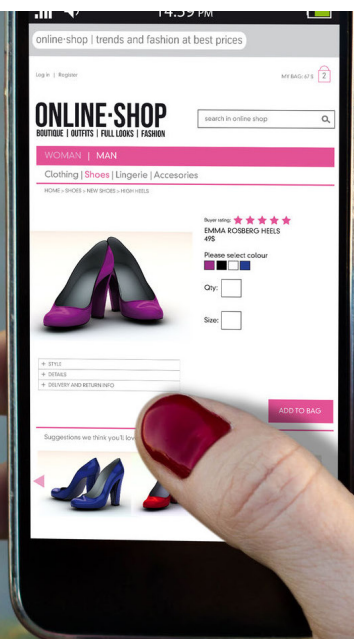 14:59 PM
online-shop | trends and fashion at best prices
Log in | Register
MY BAG: 67 $
2
ONLINE-SHOP
BOUTIQUE | OUTFITS | FULL LOOKS | FASHION
search in online shop
WOMAN | MAN
Clothing | Shoes | Lingerie | Accesories
HOME > SHOES > NEW SHOES > HIGH HEELS
Buyer rating:
EMMA ROSBERG HEELS
49$
Please select colour
Qty:
Size:
+ STYLE
+ DETAILS
+ DELIVERY AND RETURN INFO
ADD TO BAG
Suggestions we think you'll lov